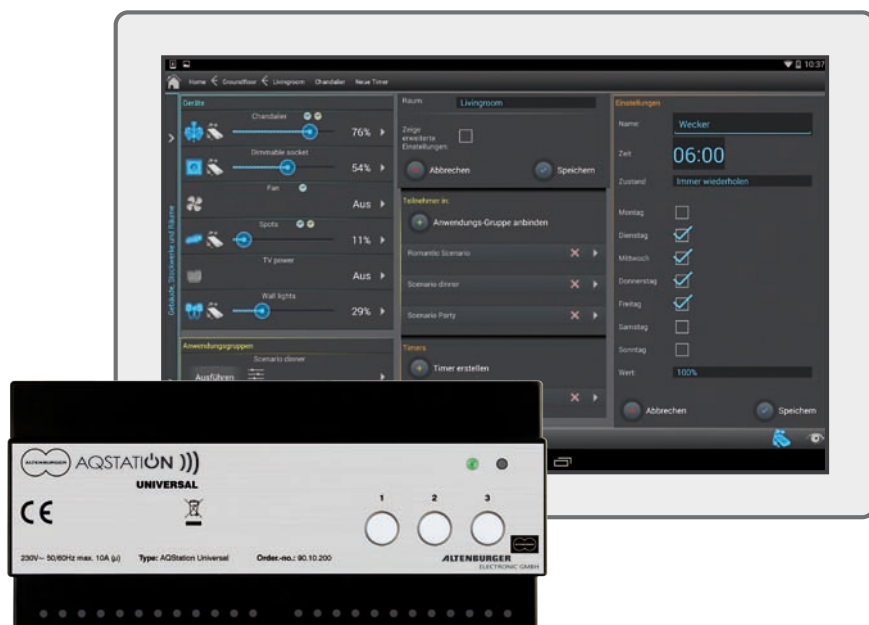 10:37
Home Groundfloor Livingroom Chandalier Neue Timer
Geräte
Gebäude, Stockwerke und Räume
Chandalier
76%
Dimmable socket
54%
Fan
Aus
Spots
11%
TV power
Aus
Wall lights
29%
Anwendungsgruppen
Scenario dinner
Ausführen
Raum: Livingroom
Zeige
erweiterte
Einstellungen:
Abbrechen Speichern
Teilnehmer in:
Anwendungs-Gruppe anbinden
Romantic Scenario
Scenario dinner
Scenario Party
Timers
Timer erstellen
Einstellungen
Name: Wecker
Zeit 06:00
Zustand Immer wiederholen
Montag
Dienstag
Mittwoch
Donnerstag
Freitag
Samstag
Sonntag
Wert: 100%
Abbrechen Speichern
ALTENBURGER AQSTATION )))
UNIVERSAL
CE
1 2 3
230V~ 50/60Hz max. 10A (µ) Type: AQStation Universal Order.-no.: 90.10.200
ALTENBURGER
ELECTRONIC GMBH